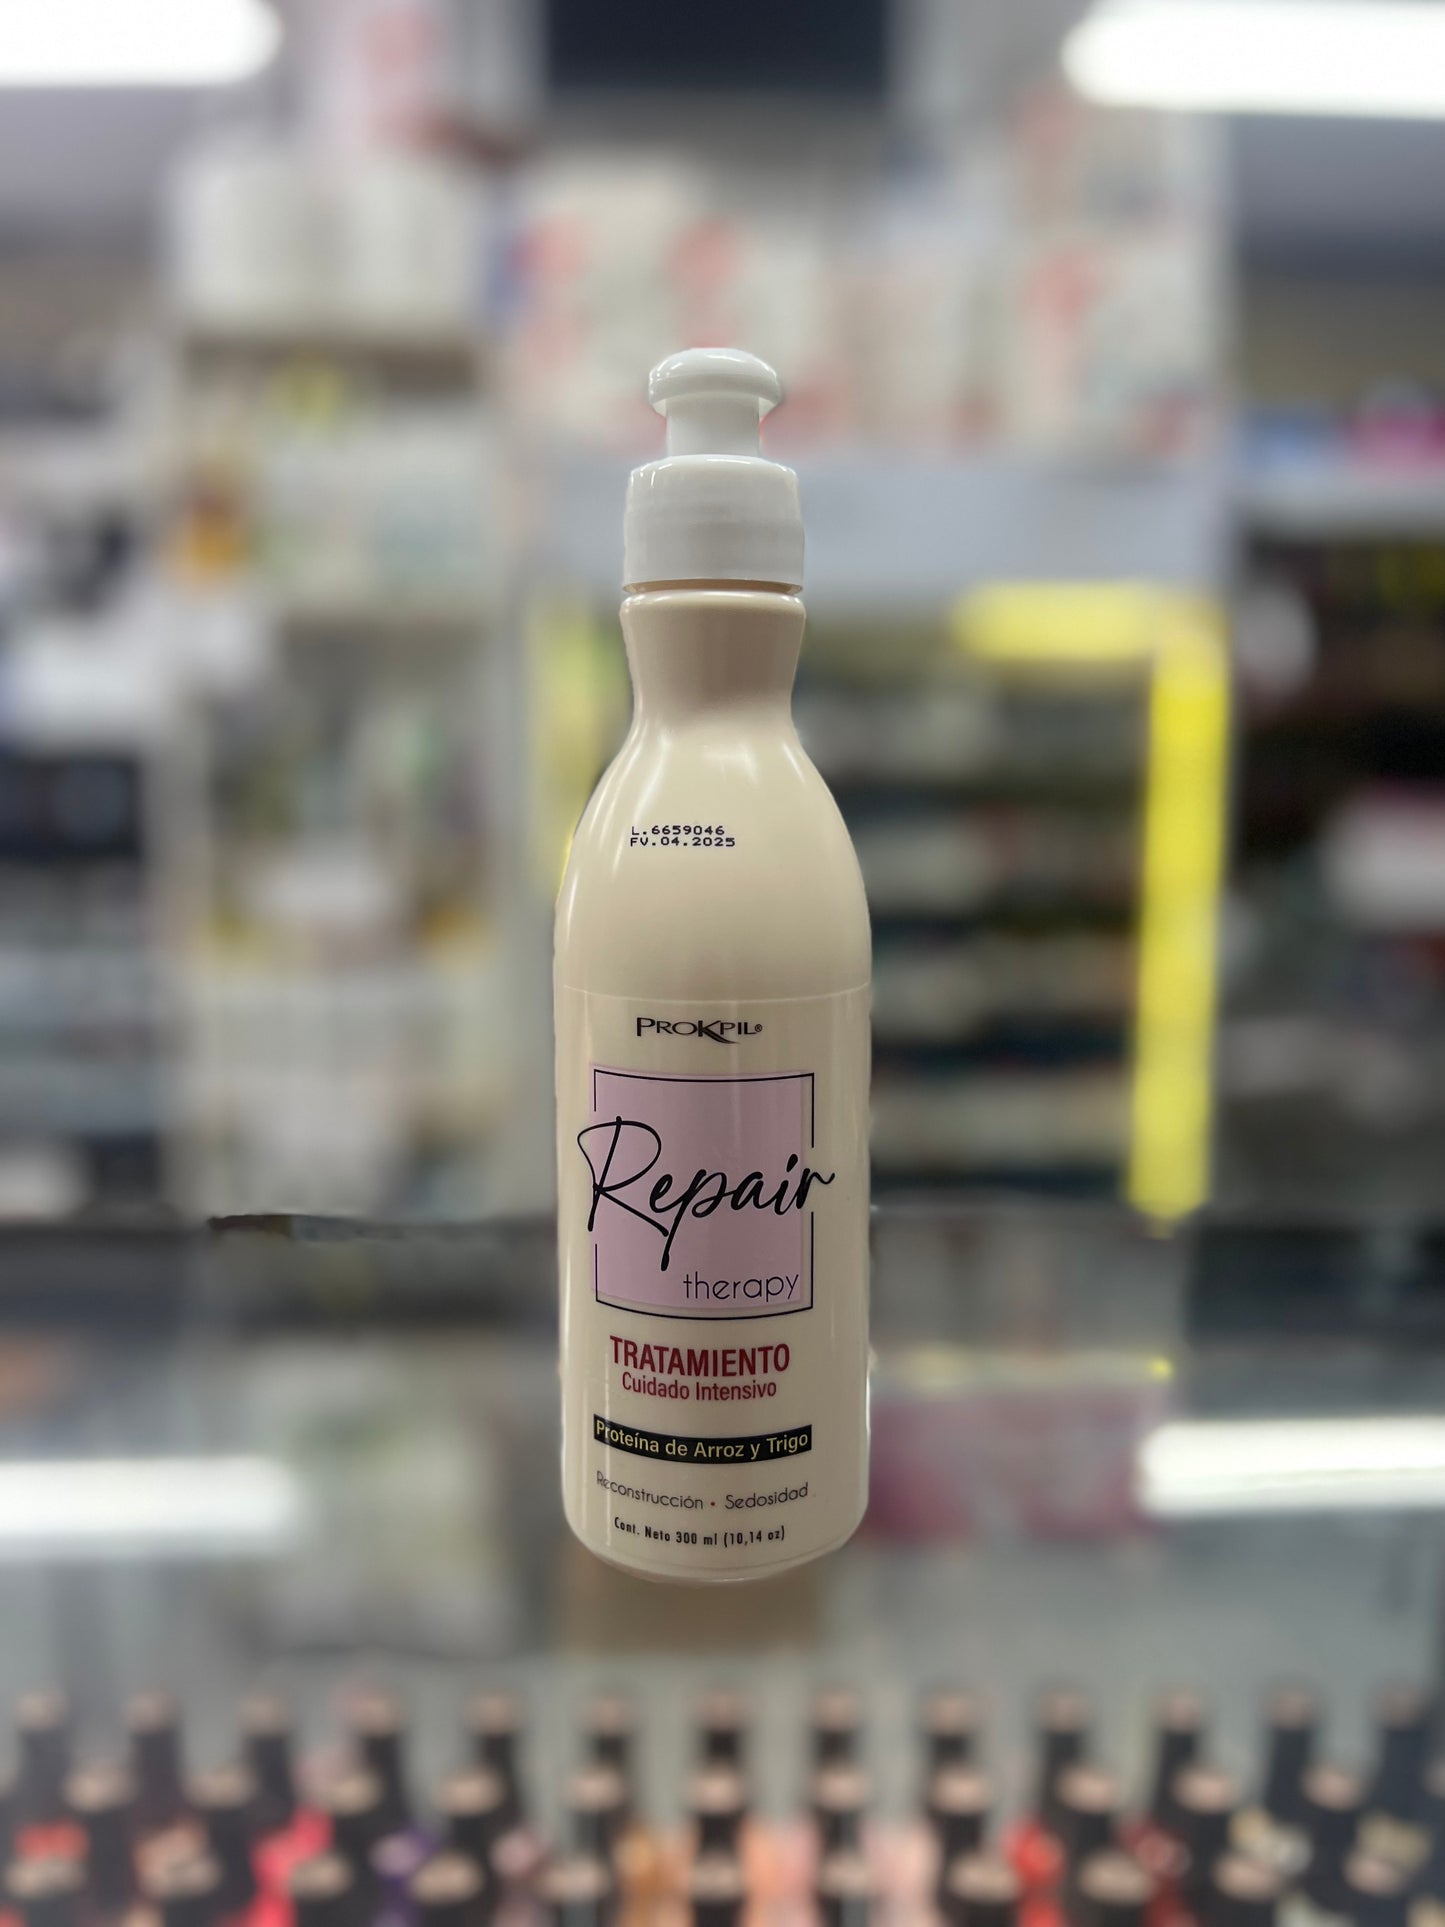 L.6659046
FV.04.2025
PROKPIL®
Repair
therapy
TRATAMIENTO
Cuidado Intensivo
Proteína de Arroz y Trigo
Reconstrucción • Sedosidad
Cont. Neto 300 ml (10,14 oz)